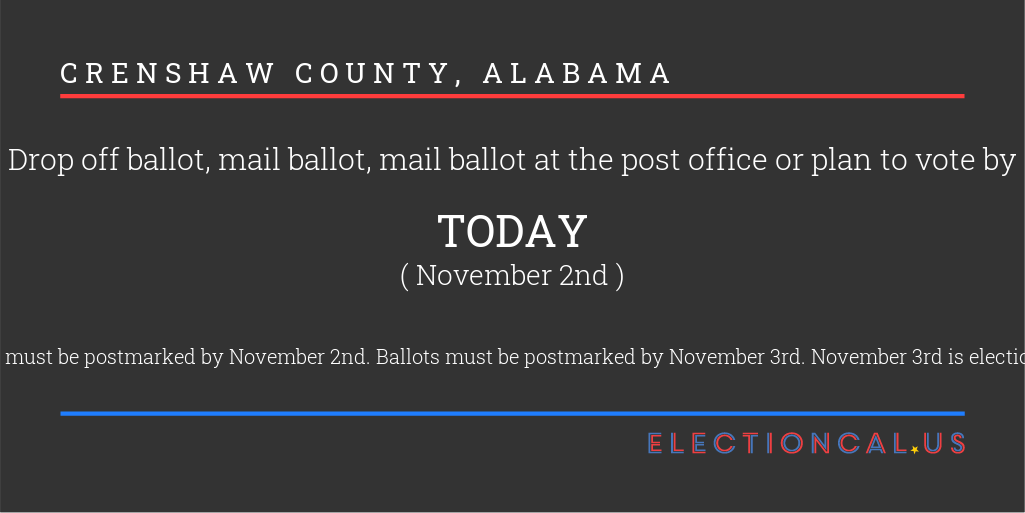 CRENSHAW COUNTY, ALABAMA
Drop off ballot, mail ballot, mail ballot at the post office or plan to vote by
TODAY
( November 2nd )
must be postmarked by November 2nd. Ballots must be postmarked by November 3rd. November 3rd is electi
ELECTIONCAL.US